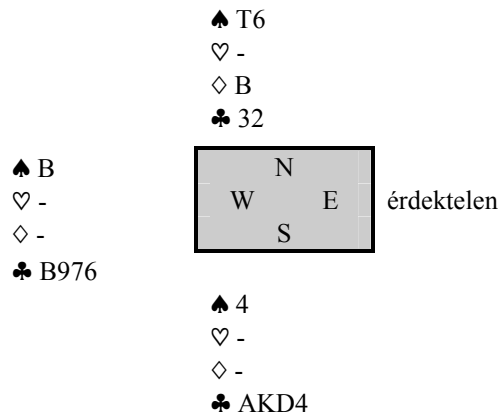 ♠ T6
♡ -
♢ B
♣ 32
♠ B
♡ -
♢ -
♣ B976
N
W E
S
érdektelen
♠ 4
♡ -
♢ -
♣ AKD4